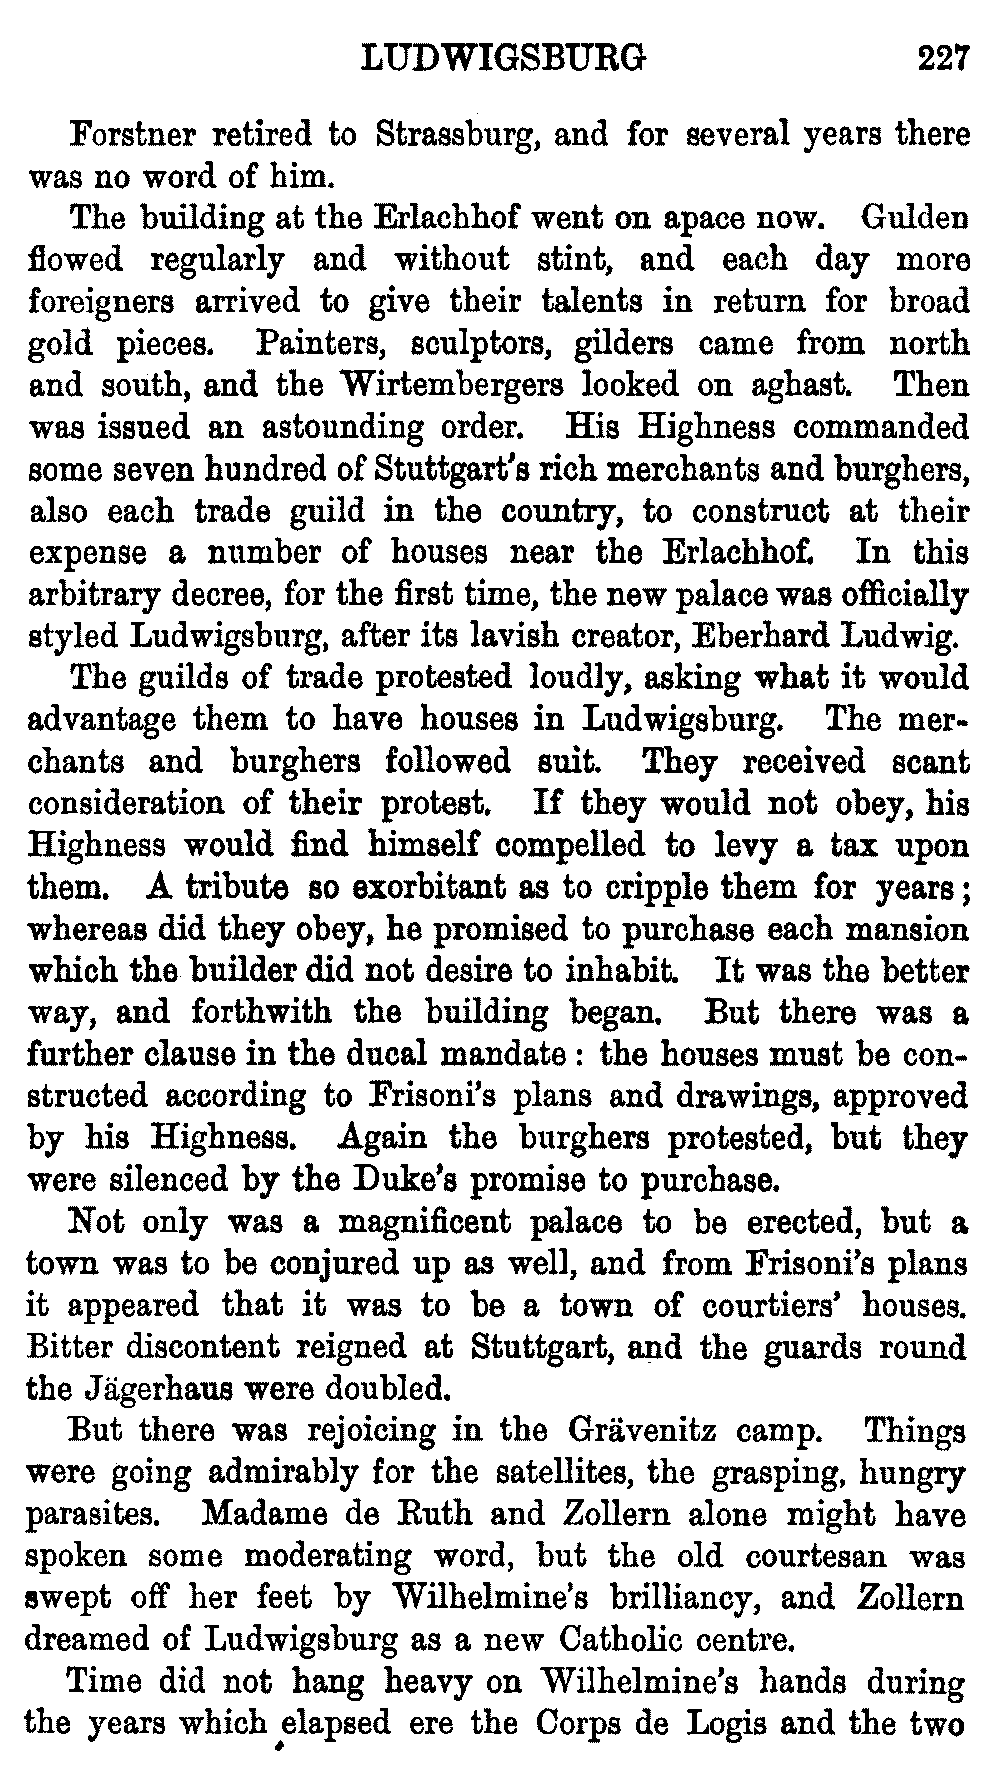 LUDWIGSBURG 227
Forstner retired to Strassburg, and for several years there
was no word of him.
The building at the Erlachhof went on apace now. Gulden
flowed regularly and without stint, and each day more
foreigners arrived to give their talents in return for broad
gold pieces. Painters, sculptors, gilders came from north
and south, and the Wirtembergers looked on aghast. Then
was issued an astounding order. His Highness commanded
some seven hundred of Stuttgart's rich merchants and burghers,
also each trade guild in the country, to construct at their
expense a number of houses near the Erlachhof. In this
arbitrary decree, for the first time, the new palace was officially
styled Ludwigsburg, after its lavish creator, Eberhard Ludwig.
The guilds of trade protested loudly, asking what it would
advantage them to have houses in Ludwigsburg. The mer-
chants and burghers followed suit. They received scant
consideration of their protest. If they would not obey, his
Highness would find himself compelled to levy a tax upon
them. A tribute so exorbitant as to cripple them for years;
whereas did they obey, he promised to purchase each mansion
which the builder did not desire to inhabit. It was the better
way, and forthwith the building began. But there was a
further clause in the ducal mandate: the houses must be con-
structed according to Frisoni's plans and drawings, approved
by his Highness. Again the burghers protested, but they
were silenced by the Duke's promise to purchase.
Not only was a magnificent palace to be erected, but a
town was to be conjured up as well, and from Frisoni's plans
it appeared that it was to be a town of courtiers' houses.
Bitter discontent reigned at Stuttgart, and the guards round
the Jägerhaus were doubled.
But there was rejoicing in the Grävenitz camp. Things
were going admirably for the satellites, the grasping, hungry
parasites. Madame de Ruth and Zollern alone might have
spoken some moderating word, but the old courtesan was
swept off her feet by Wilhelmine's brilliancy, and Zollern
dreamed of Ludwigsburg as a new Catholic centre.
Time did not hang heavy on Wilhelmine's hands during
the years which elapsed ere the Corps de Logis and the two